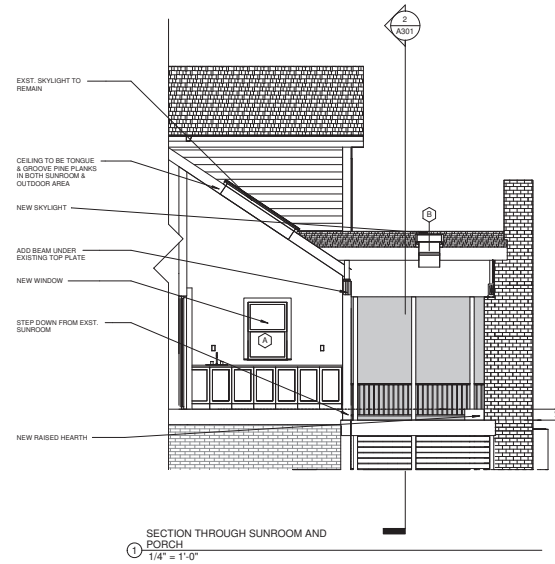 2
A301
EXST. SKYLIGHT TO
REMAIN
CEILING TO BE TONGUE
& GROOVE PINE PLANKS
IN BOTH SUNROOM &
OUTDOOR AREA
NEW SKYLIGHT
B
ADD BEAM UNDER
EXISTING TOP PLATE
NEW WINDOW
A
STEP DOWN FROM EXST.
SUNROOM
NEW RAISED HEARTH
SECTION THROUGH SUNROOM AND
PORCH
1
1/4" = 1'-0"